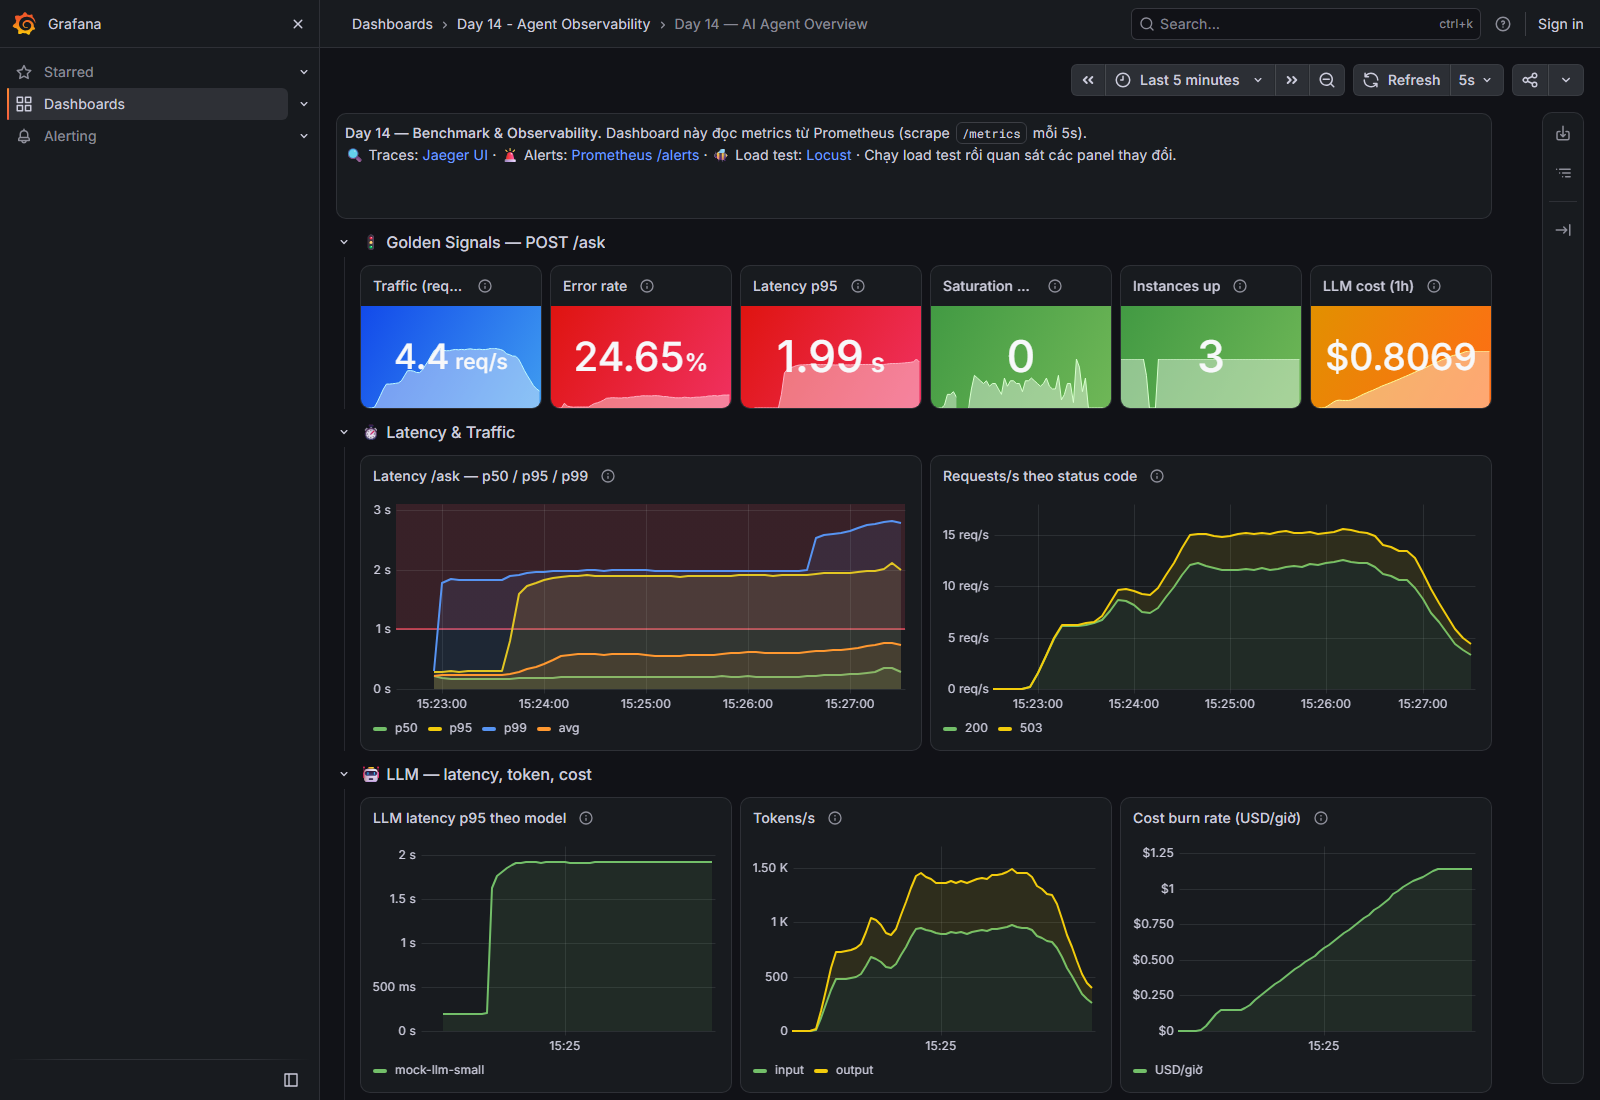 Grafana
Dashboards › Day 14 - Agent Observability › Day 14 — AI Agent Overview
Search...
ctrl+k
Sign in
Starred
Dashboards
Alerting
Last 5 minutes
Refresh
5s
Day 14 — Benchmark & Observability. Dashboard này đọc metrics từ Prometheus (scrape /metrics mỗi 5s).
Traces: Jaeger UI · Alerts: Prometheus /alerts · Load test: Locust · Chạy load test rồi quan sát các panel thay đổi.
Golden Signals — POST /ask
Traffic (req...
4.4 req/s
Error rate
24.65%
Latency p95
1.99 s
Saturation ...
0
Instances up
3
LLM cost (1h)
$0.8069
Latency & Traffic
Latency /ask — p50 / p95 / p99
3 s
2 s
1 s
0 s
15:23:00
15:24:00
15:25:00
15:26:00
15:27:00
p50
p95
p99
avg
Requests/s theo status code
15 req/s
10 req/s
5 req/s
0 req/s
15:23:00
15:24:00
15:25:00
15:26:00
15:27:00
200
503
LLM — latency, token, cost
LLM latency p95 theo model
2 s
1.5 s
1 s
500 ms
0 s
15:25
mock-llm-small
Tokens/s
1.50 K
1 K
500
0
15:25
input
output
Cost burn rate (USD/giờ)
$1.25
$1
$0.750
$0.500
$0.250
$0
15:25
USD/giờ